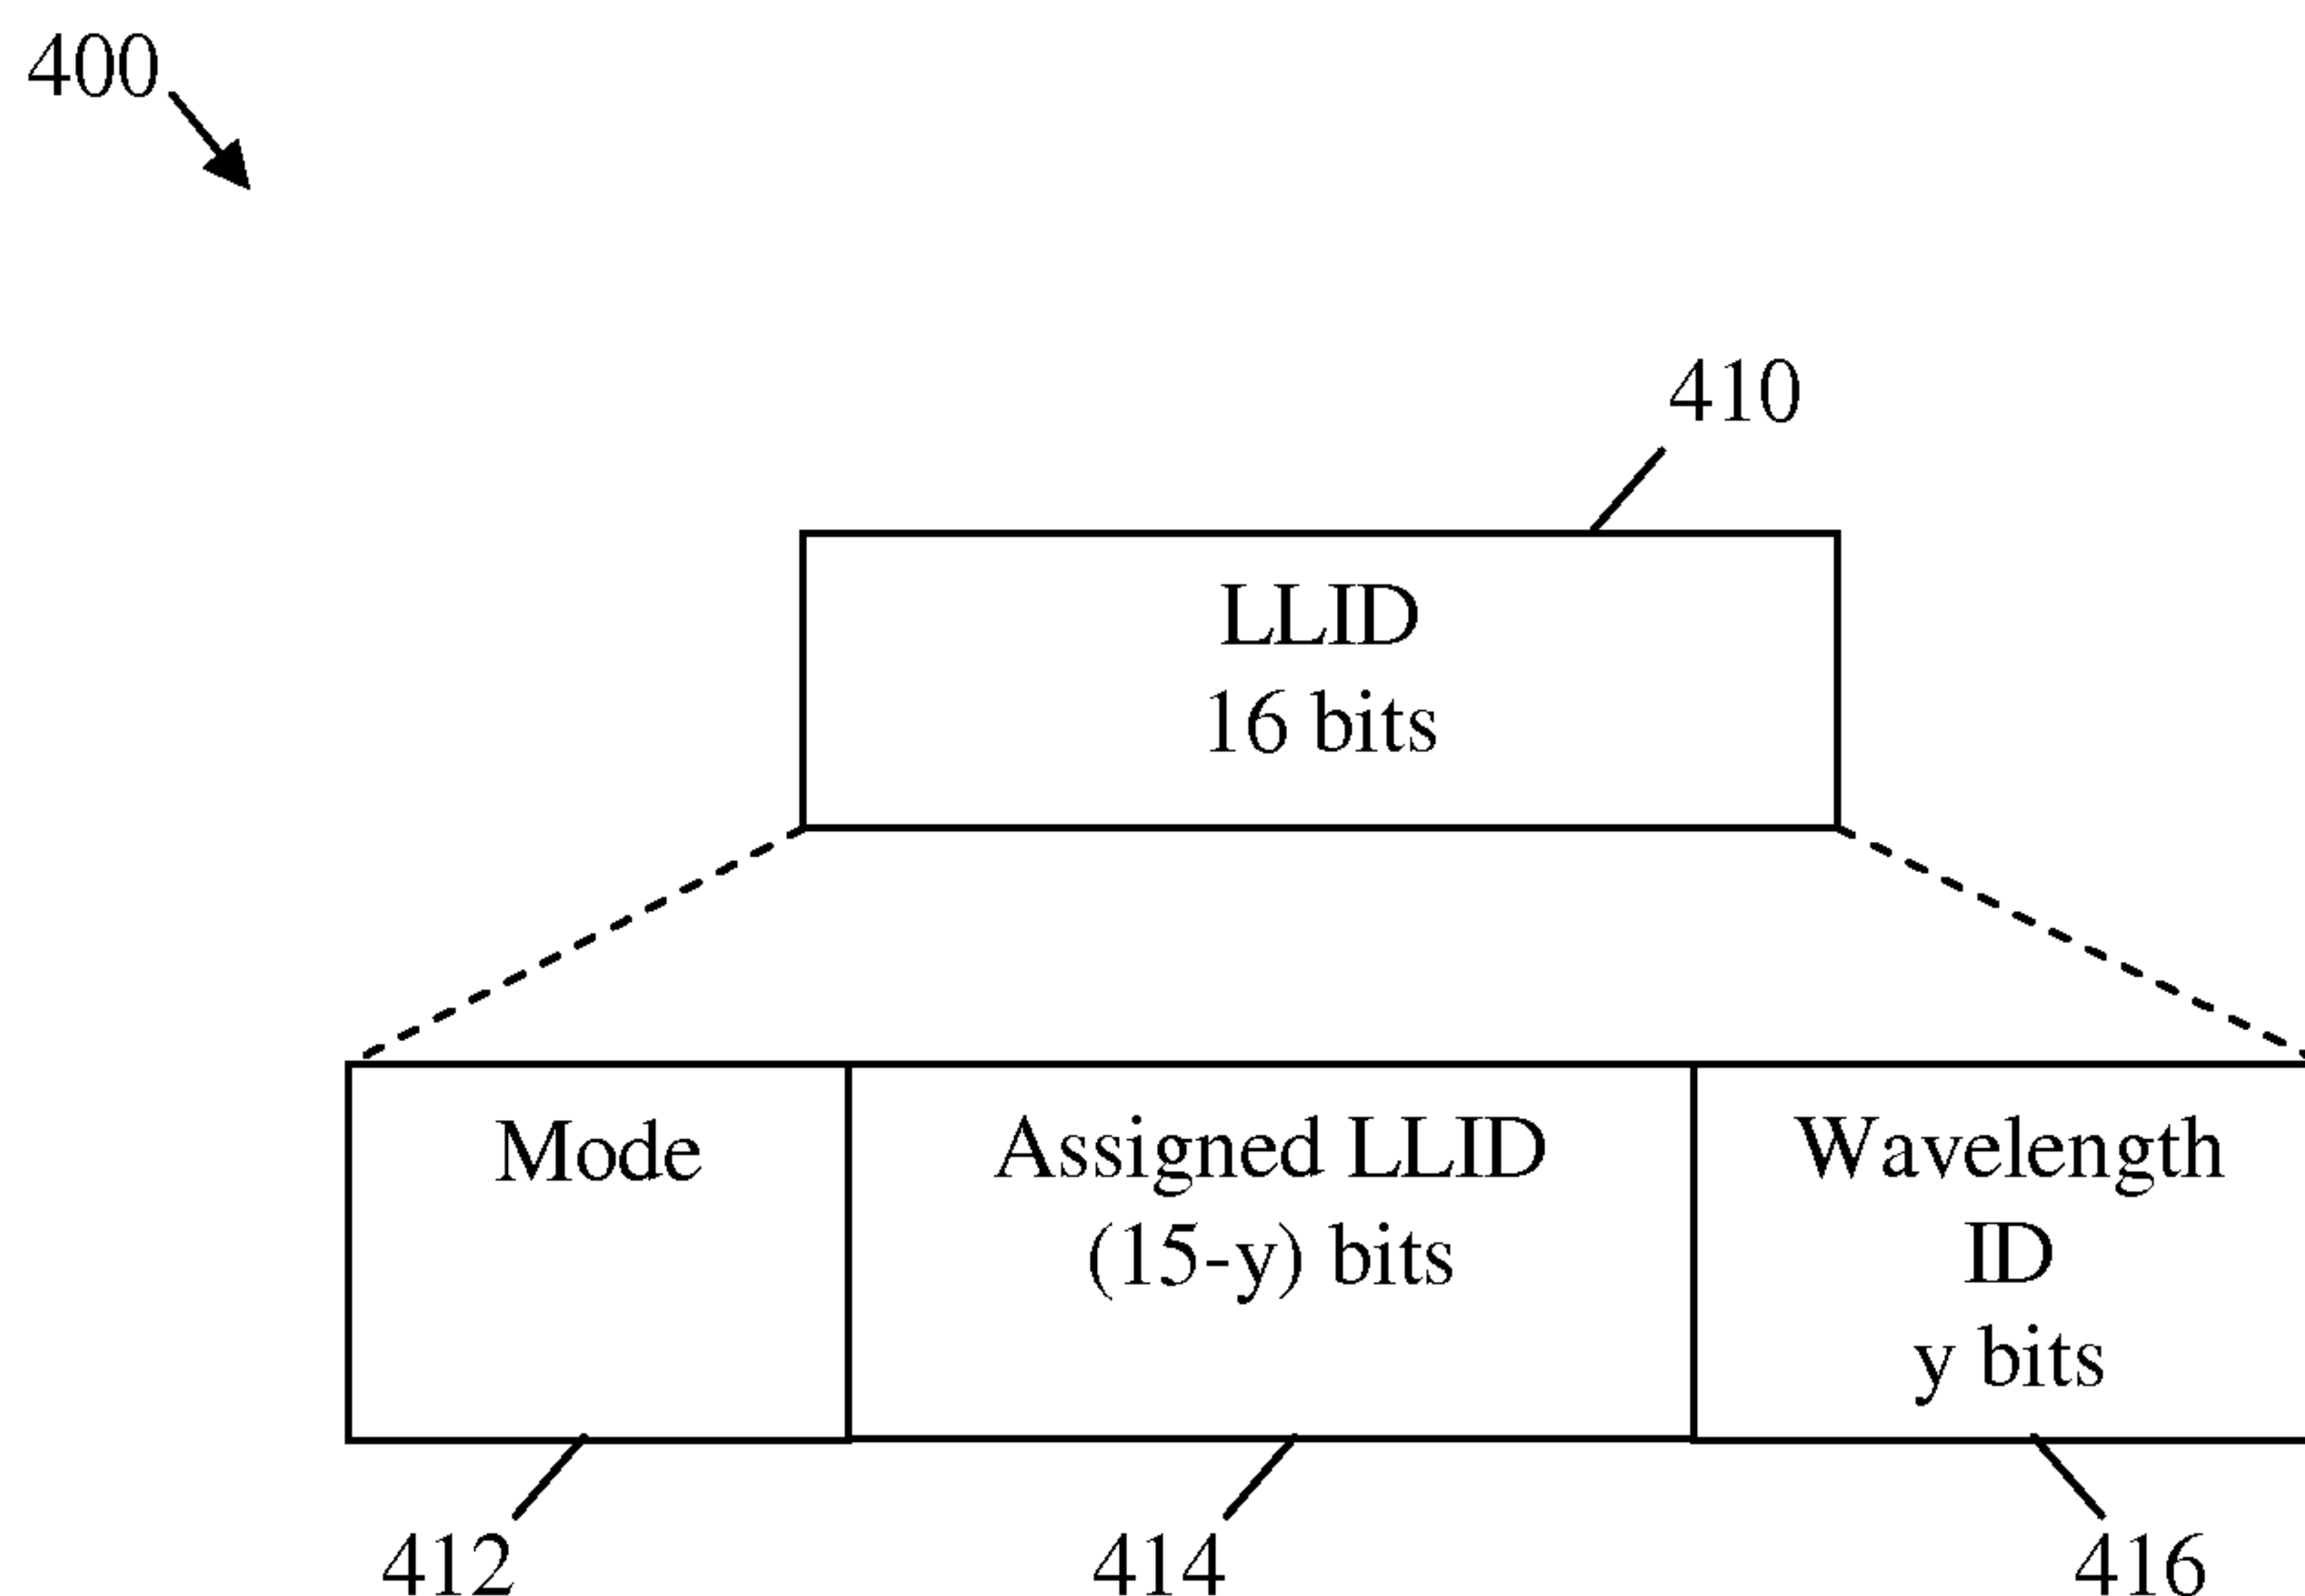 400
410
LLID
16 bits
Mode
Assigned LLID
(15-y) bits
Wavelength
ID
y bits
412
414
416